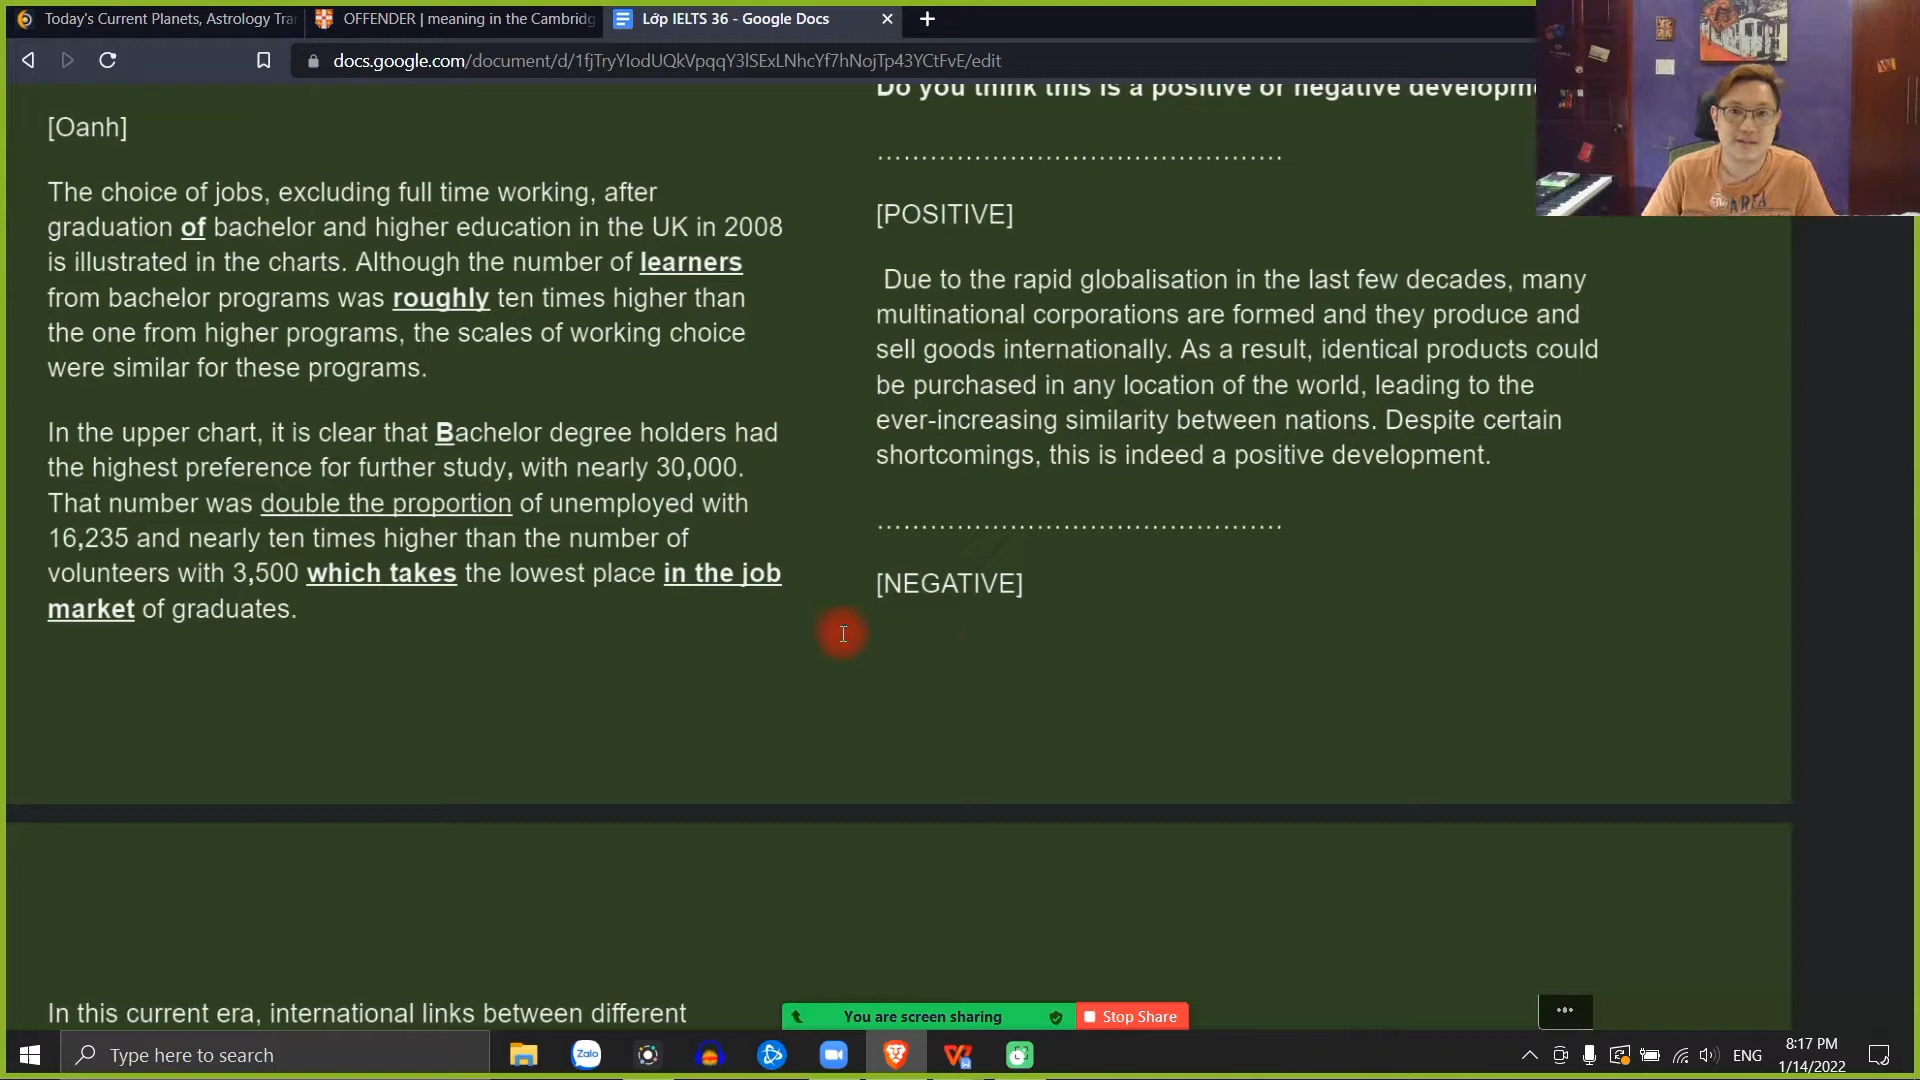 Today's Current Planets, Astrology Tra
OFFENDER | meaning in the Cambridg
Lớp IELTS 36 - Google Docs
docs.google.com/document/d/1fjTryYIodUQkVpqqY3lSExLNhcYf7hNojTp43YCtFvE/edit
[Oanh]
The choice of jobs, excluding full time working, after
graduation of bachelor and higher education in the UK in 2008
is illustrated in the charts. Although the number of learners
from bachelor programs was roughly ten times higher than
the one from higher programs, the scales of working choice
were similar for these programs.
In the upper chart, it is clear that Bachelor degree holders had
the highest preference for further study, with nearly 30,000.
That number was double the proportion of unemployed with
16,235 and nearly ten times higher than the number of
volunteers with 3,500 which takes the lowest place in the job
market of graduates.
In this current era, international links between different
Do you think this is a positive or negative developm
…………………………………………
[POSITIVE]
Due to the rapid globalisation in the last few decades, many
multinational corporations are formed and they produce and
sell goods internationally. As a result, identical products could
be purchased in any location of the world, leading to the
ever-increasing similarity between nations. Despite certain
shortcomings, this is indeed a positive development.
…………………………………………
[NEGATIVE]
You are screen sharing
Stop Share
Type here to search
Zalo
ENG
8:17 PM
1/14/2022